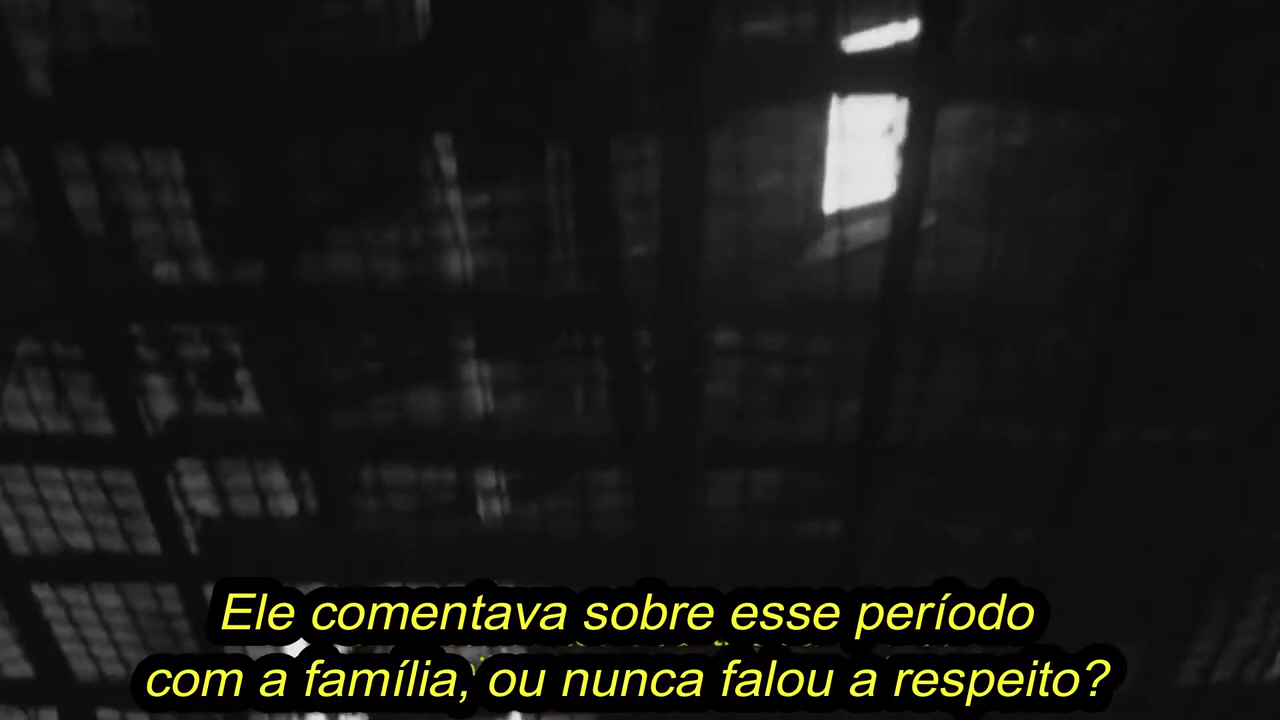 Ele comentava sobre esse período
com a família, ou nunca falou a respeito?